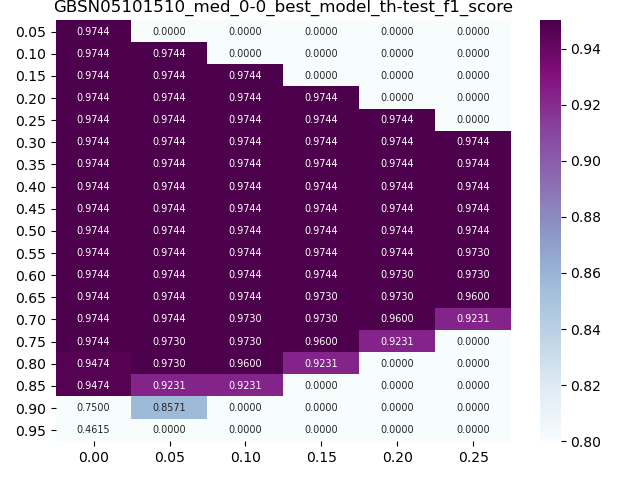 GBSN05101510_med_0-0_best_model_th-test_f1_score
0.05 0.9744 0.0000 0.0000 0.0000 0.0000 0.0000
0.10 0.9744 0.9744 0.0000 0.0000 0.0000 0.0000
0.15 0.9744 0.9744 0.9744 0.0000 0.0000 0.0000
0.20 0.9744 0.9744 0.9744 0.9744 0.0000 0.0000
0.25 0.9744 0.9744 0.9744 0.9744 0.9744 0.0000
0.30 0.9744 0.9744 0.9744 0.9744 0.9744 0.9744
0.35 0.9744 0.9744 0.9744 0.9744 0.9744 0.9744
0.40 0.9744 0.9744 0.9744 0.9744 0.9744 0.9744
0.45 0.9744 0.9744 0.9744 0.9744 0.9744 0.9744
0.50 0.9744 0.9744 0.9744 0.9744 0.9744 0.9744
0.55 0.9744 0.9744 0.9744 0.9744 0.9744 0.9730
0.60 0.9744 0.9744 0.9744 0.9744 0.9730 0.9730
0.65 0.9744 0.9744 0.9744 0.9730 0.9730 0.9600
0.70 0.9744 0.9744 0.9730 0.9730 0.9600 0.9231
0.75 0.9744 0.9730 0.9730 0.9600 0.9231 0.0000
0.80 0.9474 0.9730 0.9600 0.9231 0.0000 0.0000
0.85 0.9474 0.9231 0.9231 0.0000 0.0000 0.0000
0.90 0.7500 0.8571 0.0000 0.0000 0.0000 0.0000
0.95 0.4615 0.0000 0.0000 0.0000 0.0000 0.0000
0.00 0.05 0.10 0.15 0.20 0.25
0.94
0.92
0.90
0.88
0.86
0.84
0.82
0.80